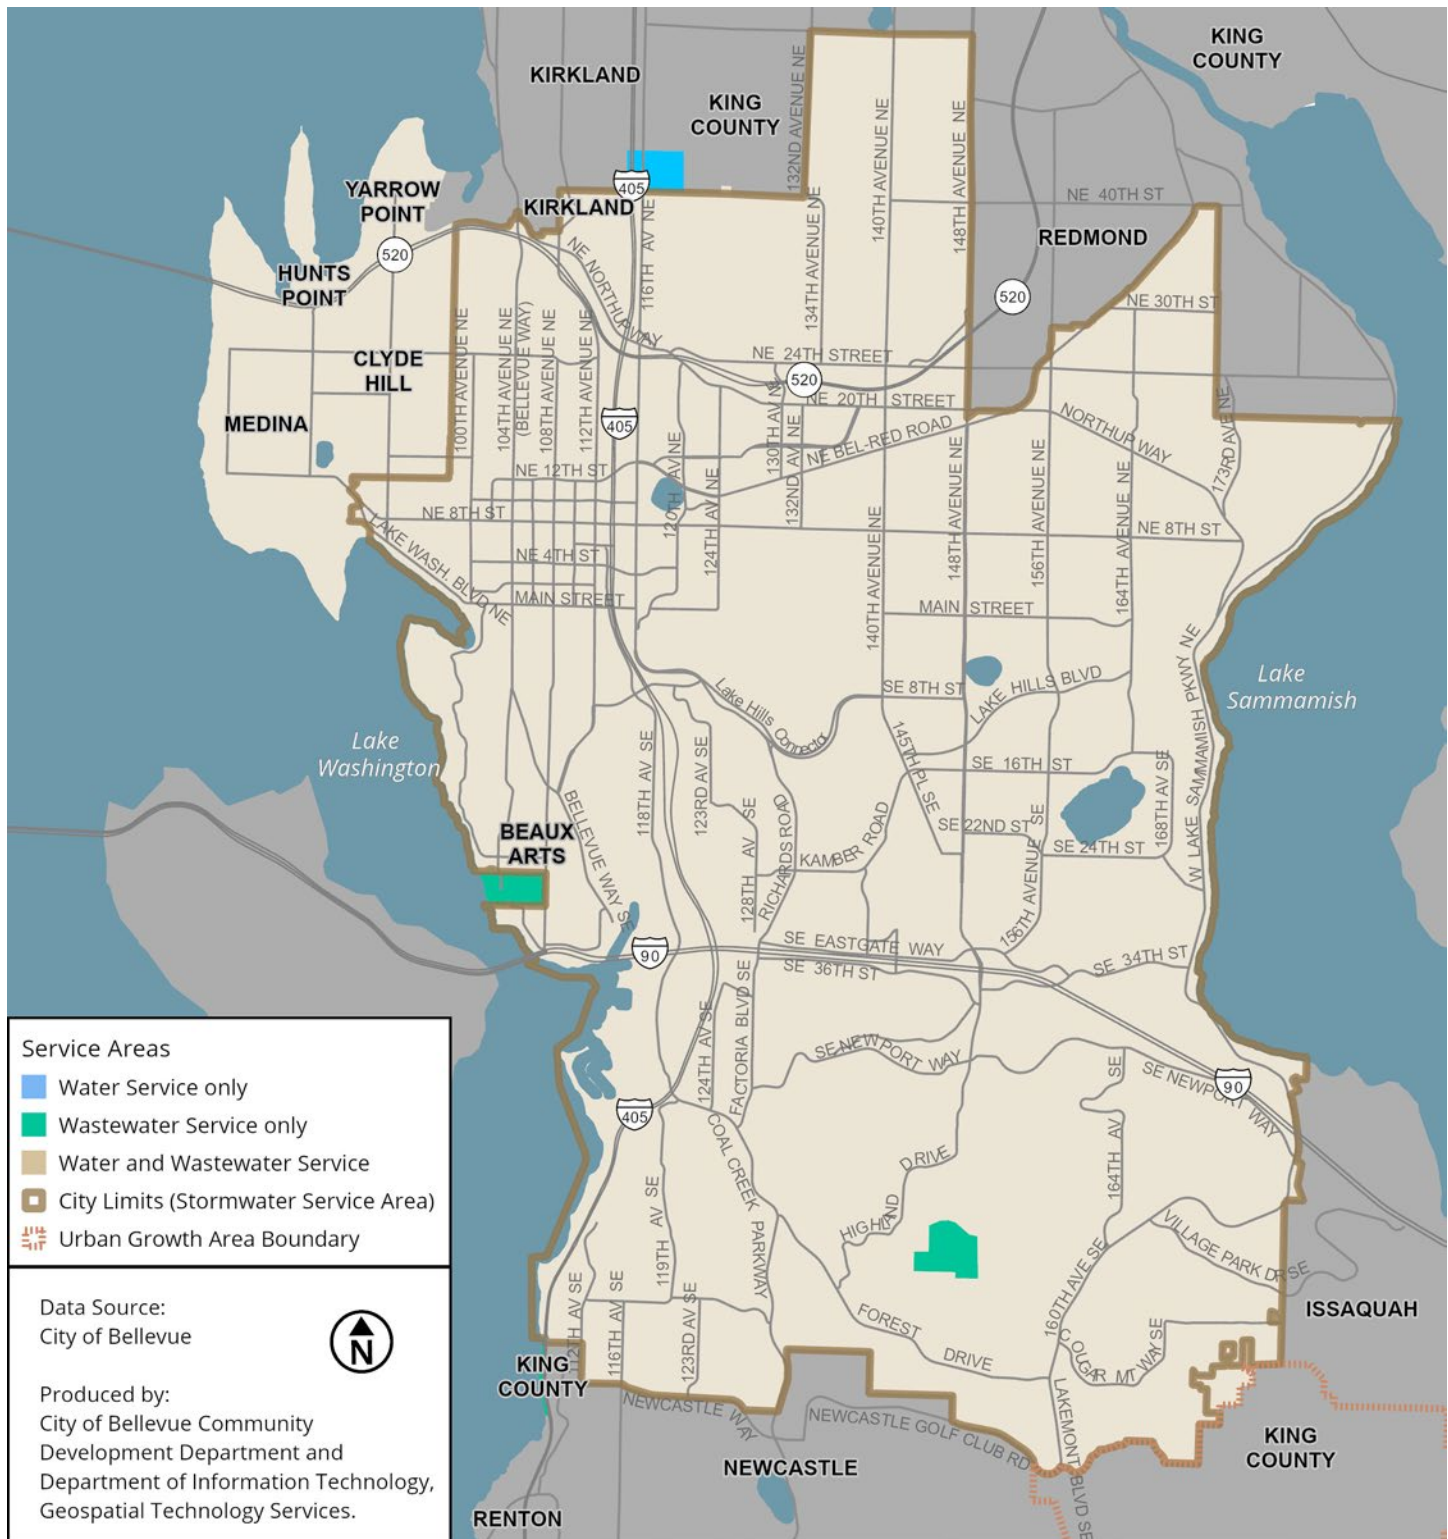 KING
COUNTY
KIRKLAND
KING
COUNTY
132ND AVENUE NE
140TH AVENUE NE
148TH AVENUE NE
YARROW
POINT
405
KIRKLAND
NE 40TH ST
REDMOND
520
HUNTS
POINT
520
NE NORTHUP WAY
116TH AV NE
134TH AVENUE NE
NE 30TH ST
CLYDE
HILL
MEDINA
100TH AVENUE NE
104TH AVENUE NE
(BELLEVUE WAY)
108TH AVENUE NE
112TH AVENUE NE
NE 24TH STREET
520
NE 20TH STREET
405
130TH AV NE
132ND AV NE
NE BEL-RED ROAD
NORTHUP WAY
173RD AVE NE
NE 12TH ST
120TH AV NE
124TH AV NE
NE 8TH ST
NE 8TH ST
140TH AVENUE NE
148TH AVENUE NE
156TH AVENUE NE
164TH AVENUE NE
LAKE WASH. BLVD NE
NE 4TH ST
MAIN STREET
MAIN STREET
Lake
Sammamish
W LAKE SAMMAMISH PKWY NE
SE 8TH ST
LAKE HILLS BLVD
Lake Hills Connector
Lake
Washington
118TH AV SE
123RD AV SE
145TH PL SE
SE 16TH ST
BELLEVUE WAY SE
128TH AV SE
RICHARDS ROAD
KAMBER ROAD
SE 22ND ST
156TH AVENUE SE
SE 24TH ST
168TH AV SE
BEAUX
ARTS
90
SE EASTGATE WAY
SE 36TH ST
SE 34TH ST
124TH AV SE
FACTORIA BLVD SE
SE NEWPORT WAY
SE NEWPORT WAY
90
405
COAL CREEK PARKWAY
164TH AV SE
119TH AV SE
HIGHLAND DRIVE
VILLAGE PARK DR SE
160TH AVE SE
112TH AV SE
116TH AV SE
123RD AV SE
FOREST DRIVE
COUGAR MT WAY SE
ISSAQUAH
KING
COUNTY
NEWCASTLE WAY
NEWCASTLE GOLF CLUB RD
LAKEMONT BLVD SE
KING
COUNTY
NEWCASTLE
RENTON
Service Areas
Water Service only
Wastewater Service only
Water and Wastewater Service
City Limits (Stormwater Service Area)
Urban Growth Area Boundary
Data Source:
City of Bellevue
N
Produced by:
City of Bellevue Community
Development Department and
Department of Information Technology,
Geospatial Technology Services.